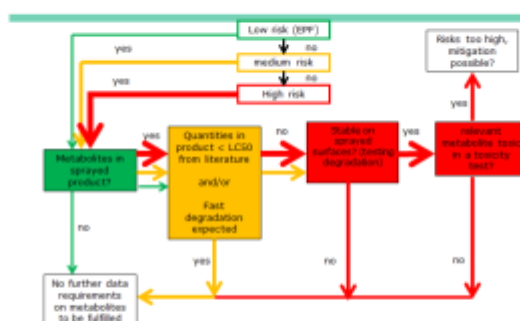 Low risk (EPF)
no
yes
medium risk
no
yes
High risk
Risks too high,
mitigation
possible?
yes
Metabolites in
sprayed product?
yes
Quantities in
product < LC50
from literature
and/or
Fast
degradation
expected
no
Stable on
sprayed surfaces? (testing
degradation)
yes
relevant
metabolite toxic
in a toxicity
test?
no
yes
no
no
No further data
requirements
on metabolites
to be fulfilled